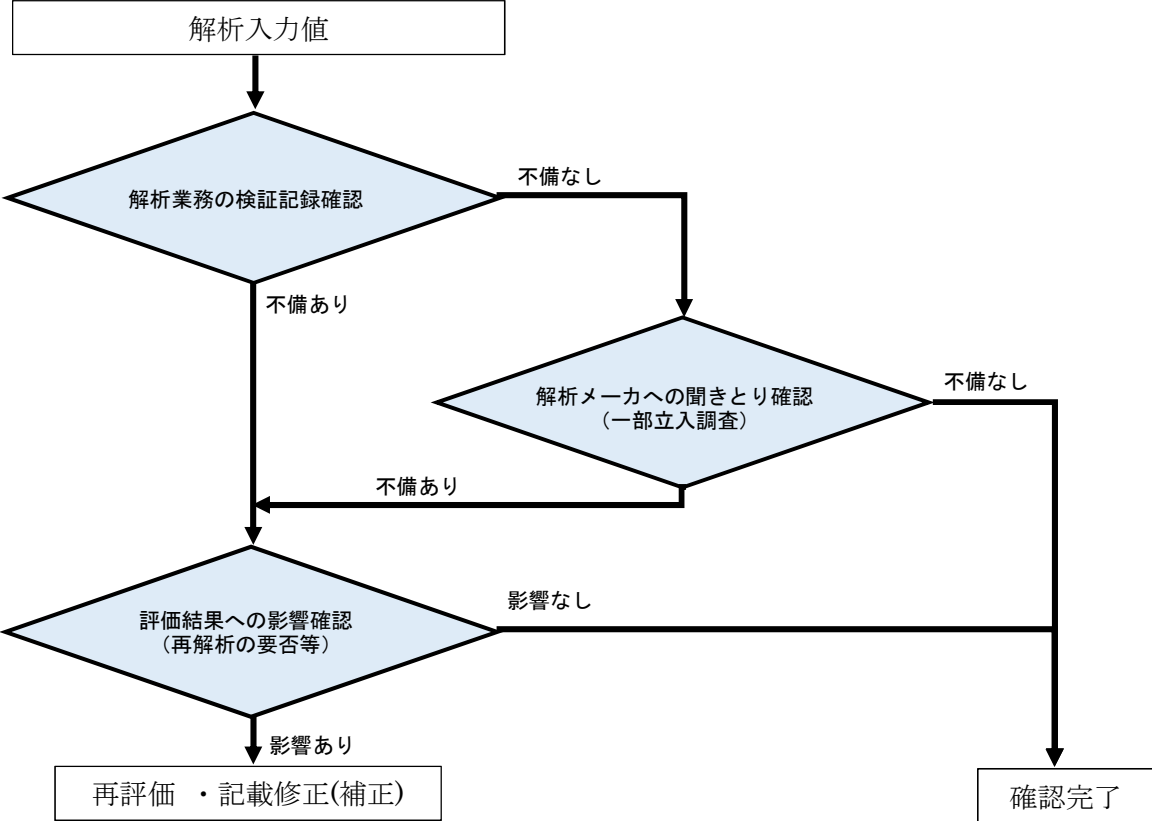 解析入力値
解析業務の検証記録確認
不備なし
不備あり
解析メーカへの聞きとり確認
（一部立入調査）
不備なし
不備あり
評価結果への影響確認
（再解析の要否等）
影響なし
影響あり
再評価 ・記載修正(補正)
確認完了